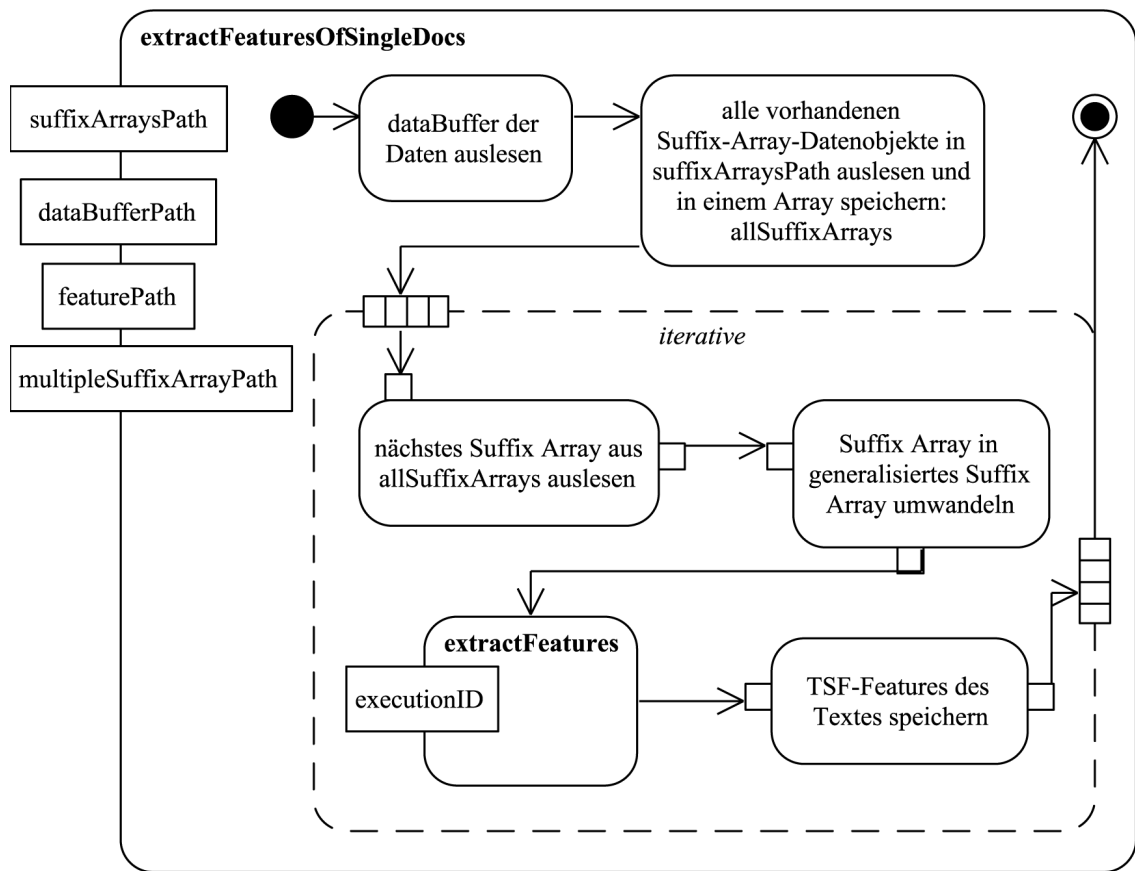 extractFeaturesOfSingleDocs
suffixArraysPath
dataBufferPath
featurePath
multipleSuffixArrayPath
dataBuffer der
Daten auslesen
alle vorhandenen
Suffix-Array-Datenobjekte in
suffixArraysPath auslesen und
in einem Array speichern:
allSuffixArrays
iterative
nächstes Suffix Array aus
allSuffixArrays auslesen
Suffix Array in
generalisiertes Suffix
Array umwandeln
extractFeatures
executionID
TSF-Features des
Textes speichern